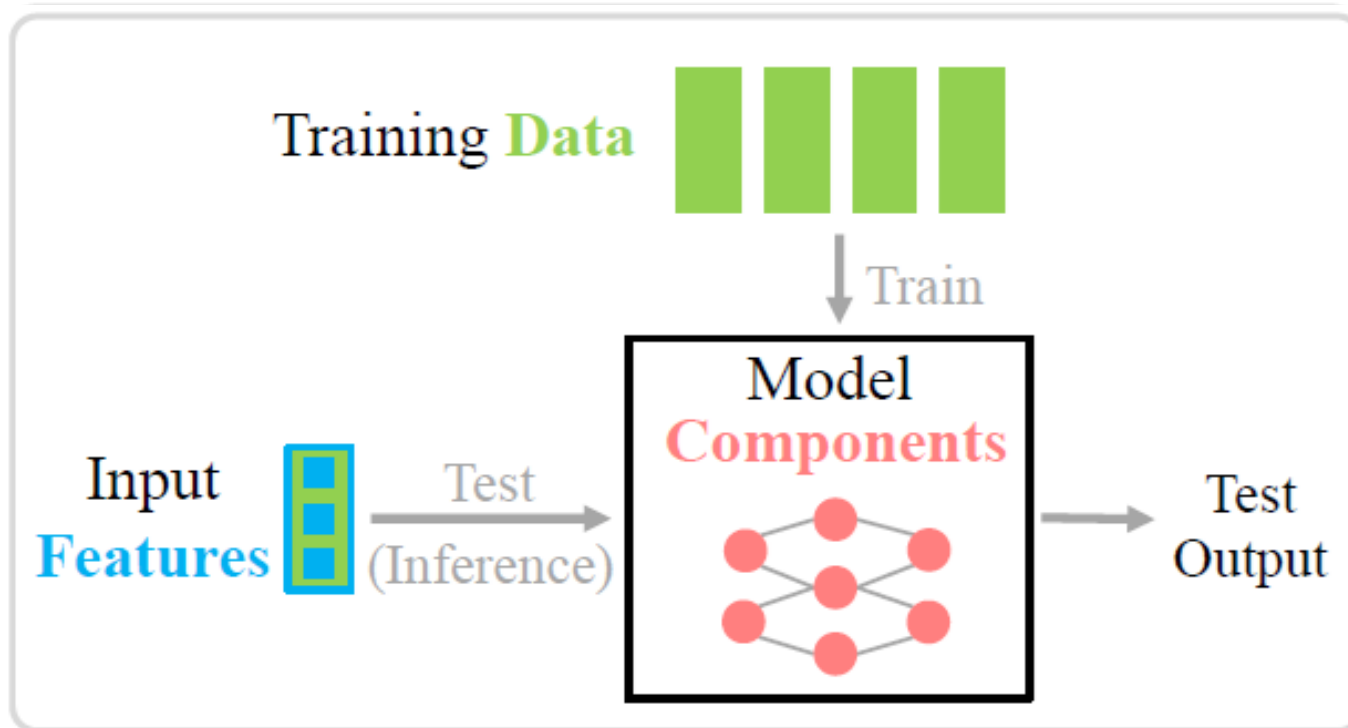 Training Data
Train
Model
Components
Input
Features
Test
(Inference)
Test
Output